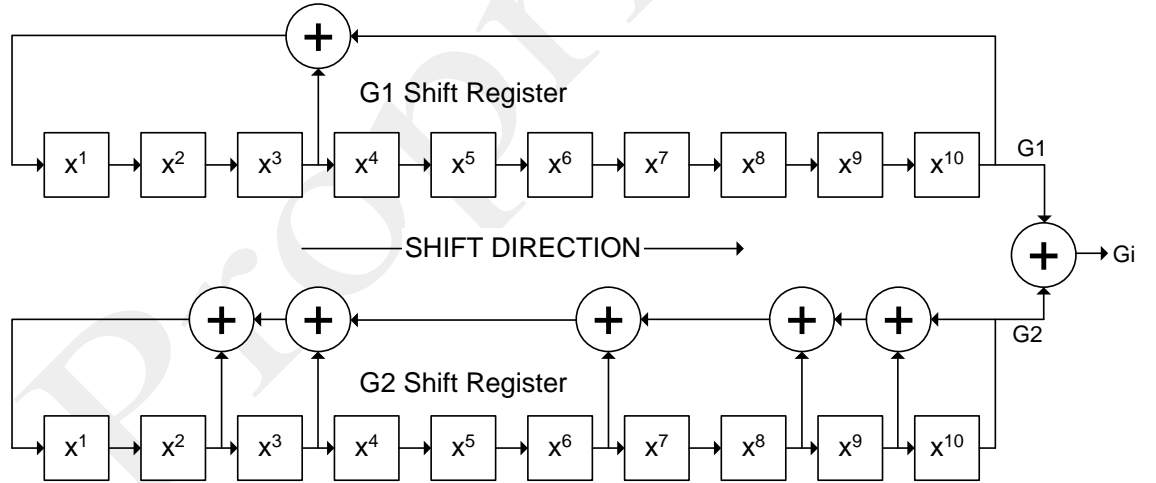 +
G1 Shift Register
x¹ x² x³ x⁴ x⁵ x⁶ x⁷ x⁸ x⁹ x¹⁰
G1
SHIFT DIRECTION
+
Gi
+ + + + +
G2
G2 Shift Register
x¹ x² x³ x⁴ x⁵ x⁶ x⁷ x⁸ x⁹ x¹⁰